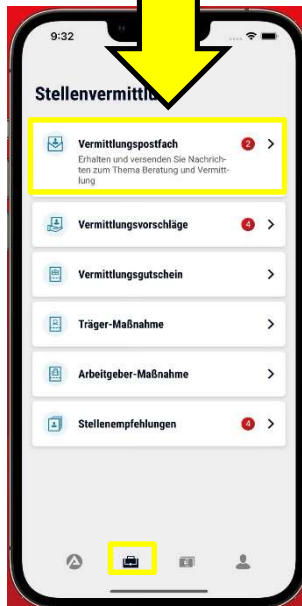 9:32
Stellenvermittlu
Vermittlungspostfach
2
Erhalten und versenden Sie Nachrich-
ten zum Thema Beratung und Vermitt-
lung
Vermittlungsvorschläge
4
Vermittlungsgutschein
Träger-Maßnahme
Arbeitgeber-Maßnahme
Stellenempfehlungen
4